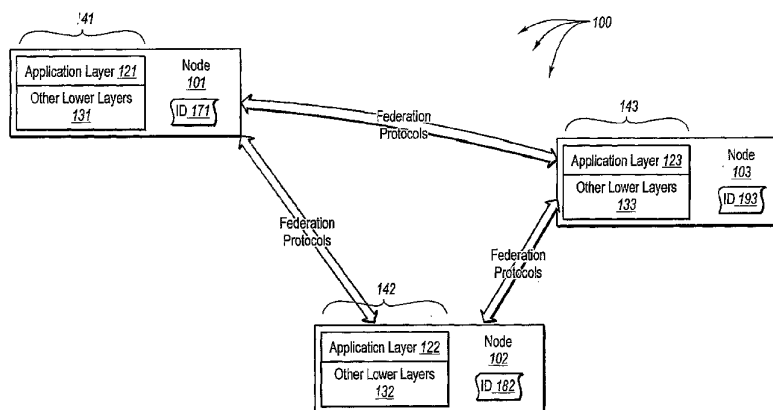 141
Application Layer 121
Other Lower Layers
131
Node
101
ID 171
100
Federation
Protocols
143
Application Layer 123
Other Lower Layers
133
Node
103
ID 193
Federation
Protocols
Federation
Protocols
142
Application Layer 122
Other Lower Layers
132
Node
102
ID 182